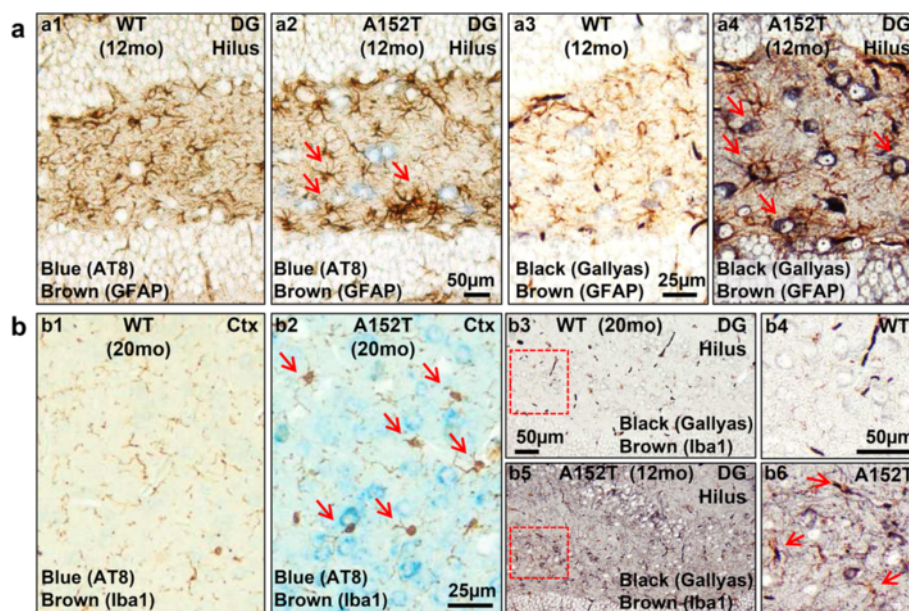 a
a1 WT DG
(12mo) Hilus
Blue (AT8)
Brown (GFAP)
a2 A152T DG
(12mo) Hilus
Blue (AT8)
Brown (GFAP)
50µm
a3 WT DG
(12mo) Hilus
Black (Gallyas)
Brown (GFAP)
25µm
a4 A152T DG
(12mo) Hilus
Black (Gallyas)
Brown (GFAP)
b
b1 WT Ctx
(20mo)
Blue (AT8)
Brown (Iba1)
b2 A152T Ctx
(20mo)
Blue (AT8)
Brown (Iba1)
25µm
b3 WT (20mo) DG
Hilus
50µm
Black (Gallyas)
Brown (Iba1)
b4 WT
50µm
b5 A152T (12mo) DG
Hilus
Black (Gallyas)
Brown (Iba1)
b6 A152T